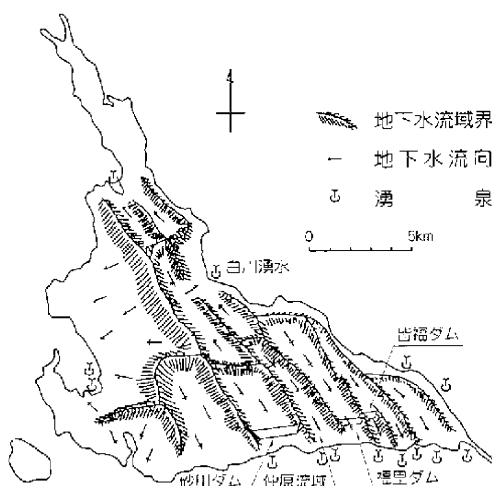 地下水流域界
地下水流向
湧 泉
0 5km
白川湧水
皆福ダム
砂川ダム 仲原流域 福里ダム